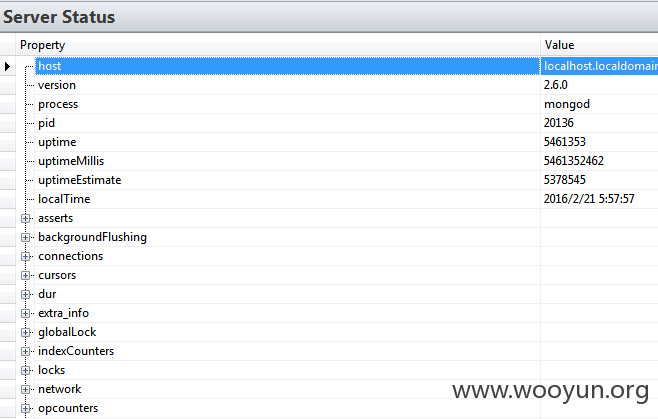 Server Status
Property Value
host localhost.localdomain
version 2.6.0
process mongod
pid 20136
uptime 5461353
uptimeMillis 5461352462
uptimeEstimate 5378545
localTime 2016/2/21 5:57:57
asserts
backgroundFlushing
connections
cursors
dur
extra_info
globalLock
indexCounters
locks
network
opcounters
www.wooyun.org